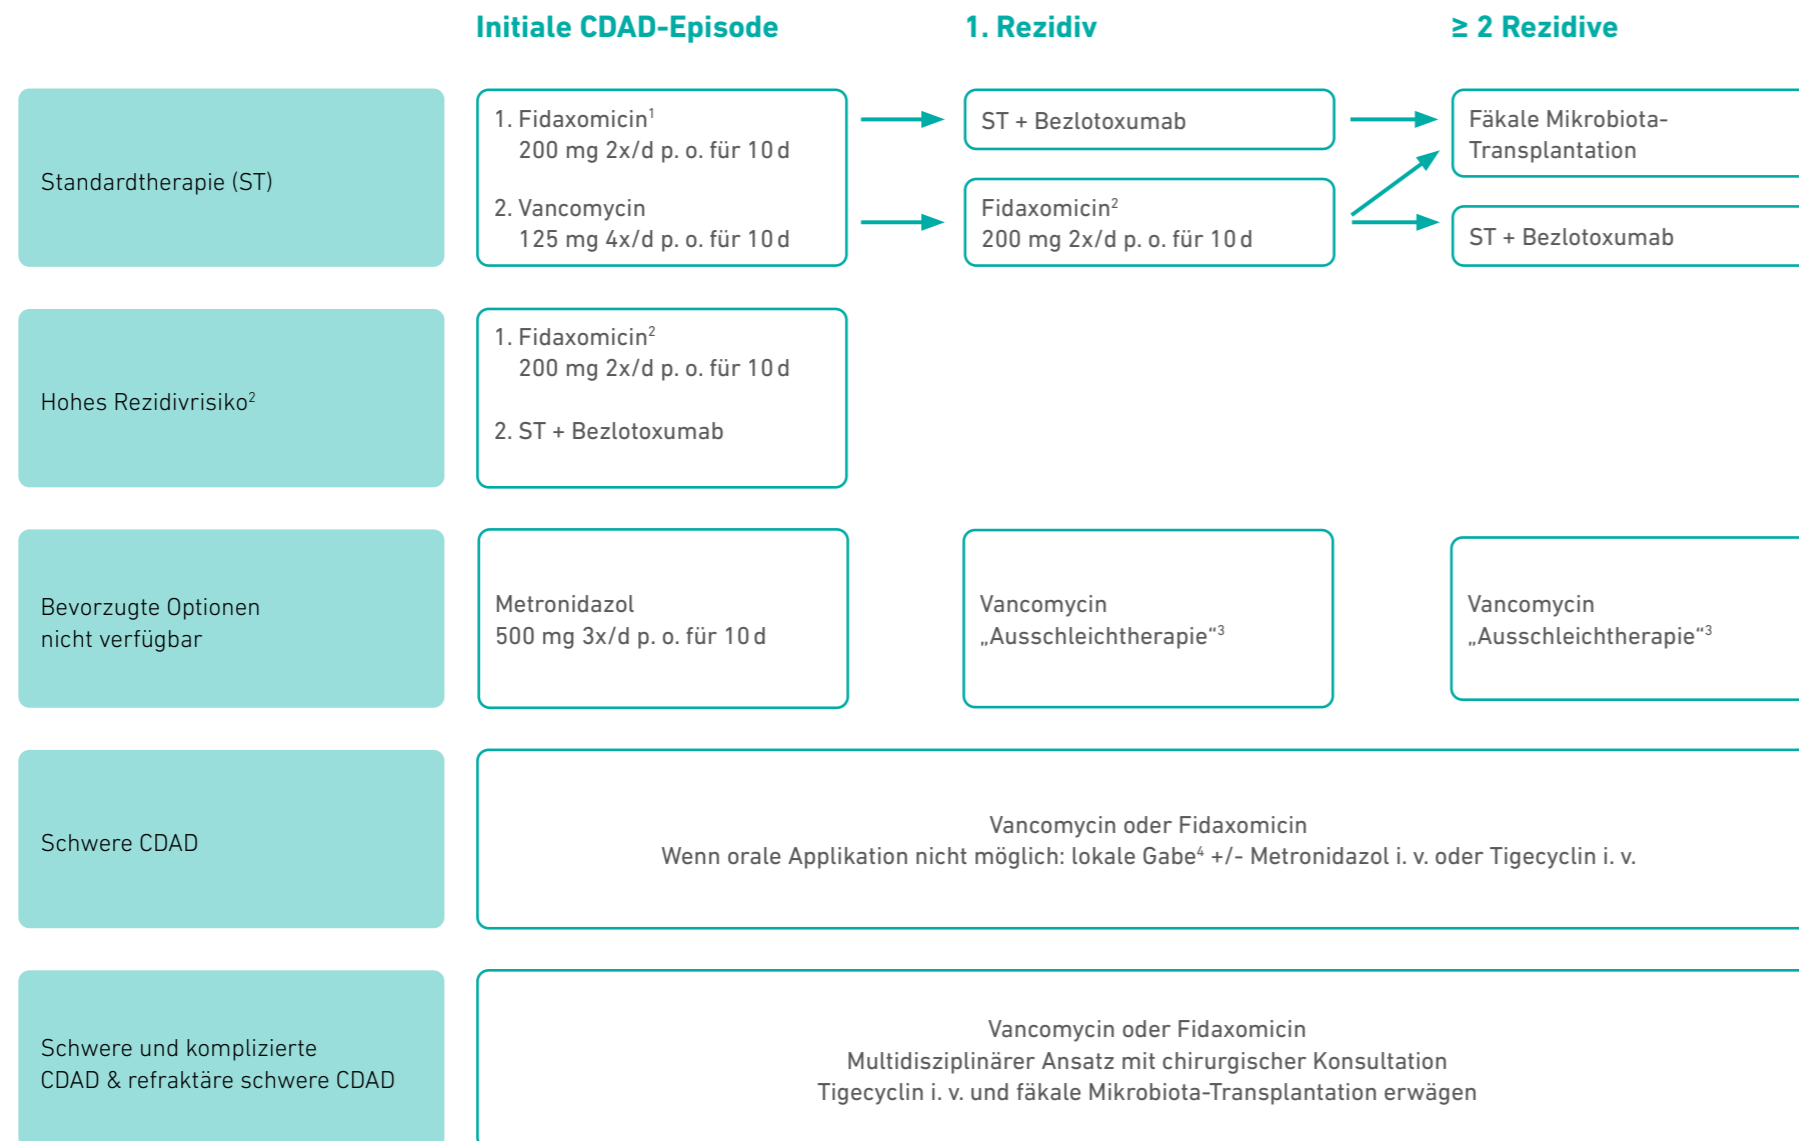 Initiale CDAD-Episode
1. Rezidiv
≥ 2 Rezidive
Standardtherapie (ST)
1. Fidaxomicin¹
200 mg 2x/d p. o. für 10 d
2. Vancomycin
125 mg 4x/d p. o. für 10 d
ST + Bezlotoxumab
Fidaxomicin²
200 mg 2x/d p. o. für 10 d
Fäkale Mikrobiota-
Transplantation
ST + Bezlotoxumab
Hohes Rezidivrisiko²
1. Fidaxomicin²
200 mg 2x/d p. o. für 10 d
2. ST + Bezlotoxumab
Bevorzugte Optionen
nicht verfügbar
Metronidazol
500 mg 3x/d p. o. für 10 d
Vancomycin
„Ausschleichtherapie“³
Vancomycin
„Ausschleichtherapie“³
Schwere CDAD
Vancomycin oder Fidaxomicin
Wenn orale Applikation nicht möglich: lokale Gabe⁴ +/- Metronidazol i. v. oder Tigecyclin i. v.
Schwere und komplizierte
CDAD & refraktäre schwere CDAD
Vancomycin oder Fidaxomicin
Multidisziplinärer Ansatz mit chirurgischer Konsultation
Tigecyclin i. v. und fäkale Mikrobiota-Transplantation erwägen